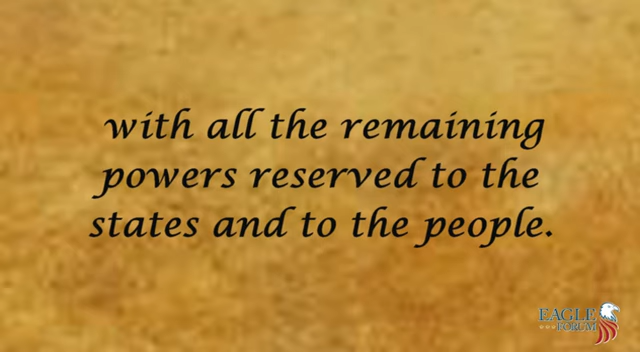 with all the remaining
powers reserved to the
states and to the people.
EAGLE
FORUM